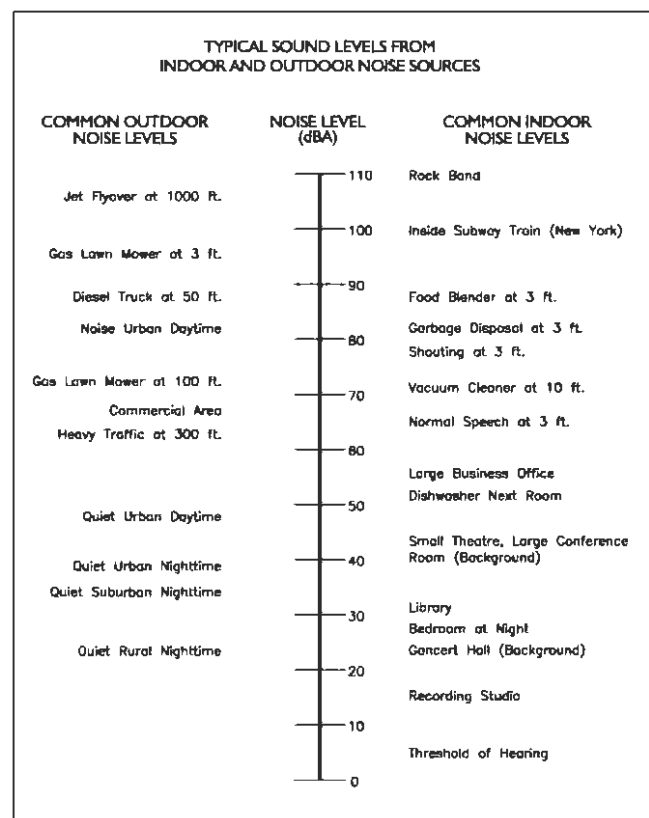 TYPICAL SOUND LEVELS FROM
INDOOR AND OUTDOOR NOISE SOURCES
COMMON OUTDOOR
NOISE LEVELS
NOISE LEVEL
(dBA)
COMMON INDOOR
NOISE LEVELS
110 Rock Band
Jet Flyover at 1000 ft.
100 Inside Subway Train (New York)
Gas Lawn Mower at 3 ft.
90
Diesel Truck at 50 ft. Food Blender at 3 ft.
Noise Urban Daytime Garbage Disposal at 3 ft.
80
Shouting at 3 ft.
Gas Lawn Mower at 100 ft. Vacuum Cleaner at 10 ft.
70
Commercial Area
Normal Speech at 3 ft.
Heavy Traffic at 300 ft.
60
Large Business Office
Dishwasher Next Room
50
Quiet Urban Daytime
Small Theatre, Large Conference
40 Room (Background)
Quiet Urban Nighttime
Quiet Suburban Nighttime
Library
30
Bedroom at Night
Quiet Rural Nighttime Concert Hall (Background)
20
Recording Studio
10
Threshold of Hearing
0